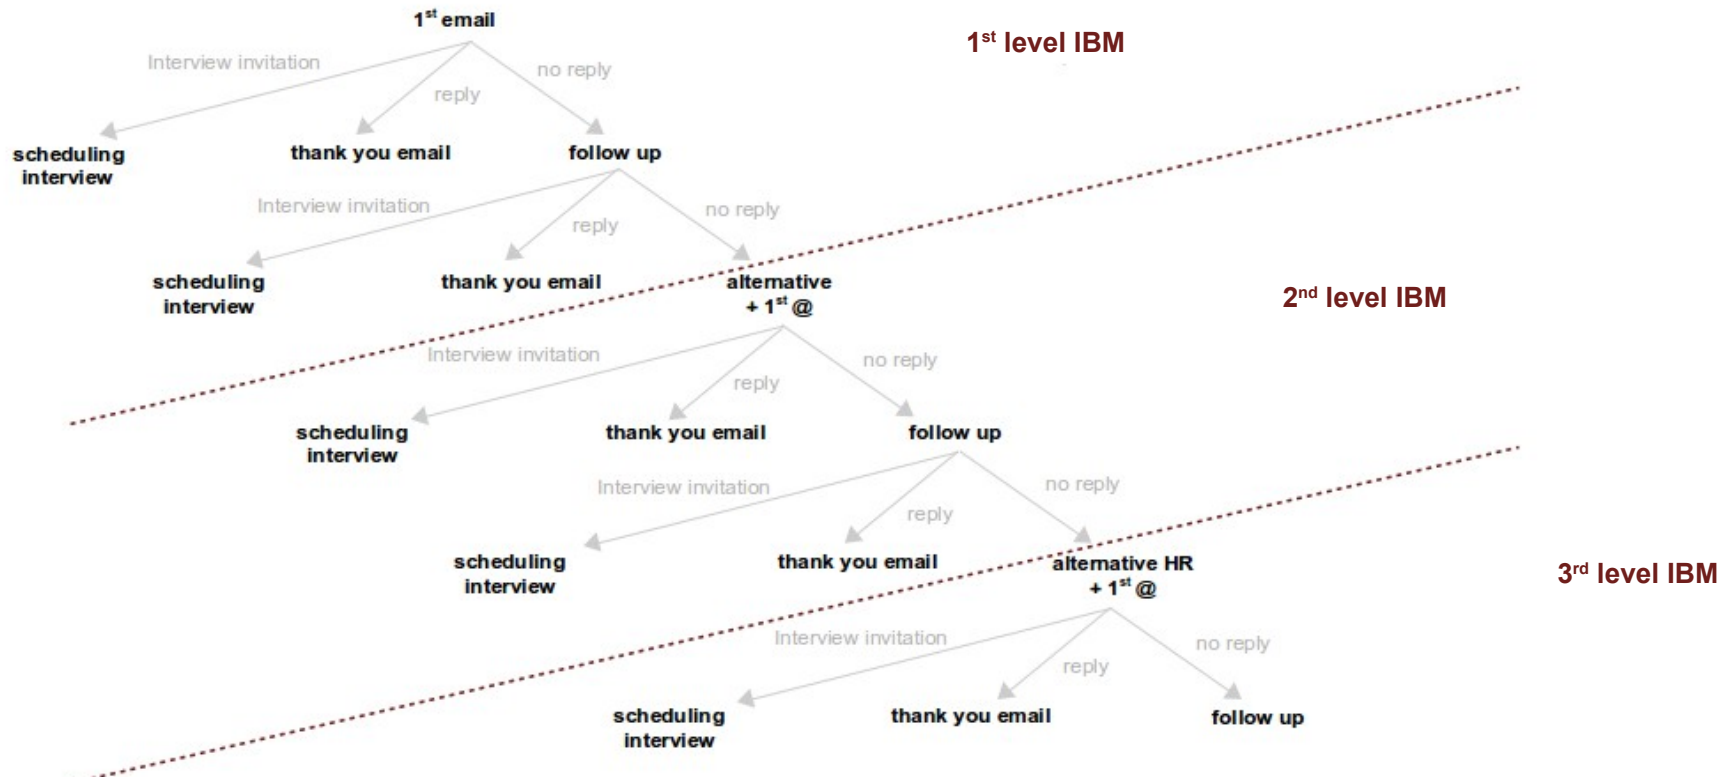 1st email
1st level IBM
Interview invitation
no reply
reply
scheduling
interview
thank you email
follow up
Interview invitation
no reply
reply
scheduling
interview
thank you email
alternative
+ 1st @
2nd level IBM
Interview invitation
no reply
reply
scheduling
interview
thank you email
follow up
Interview invitation
no reply
reply
scheduling
interview
thank you email
alternative HR
+ 1st @
3rd level IBM
Interview invitation
no reply
reply
scheduling
interview
thank you email
follow up